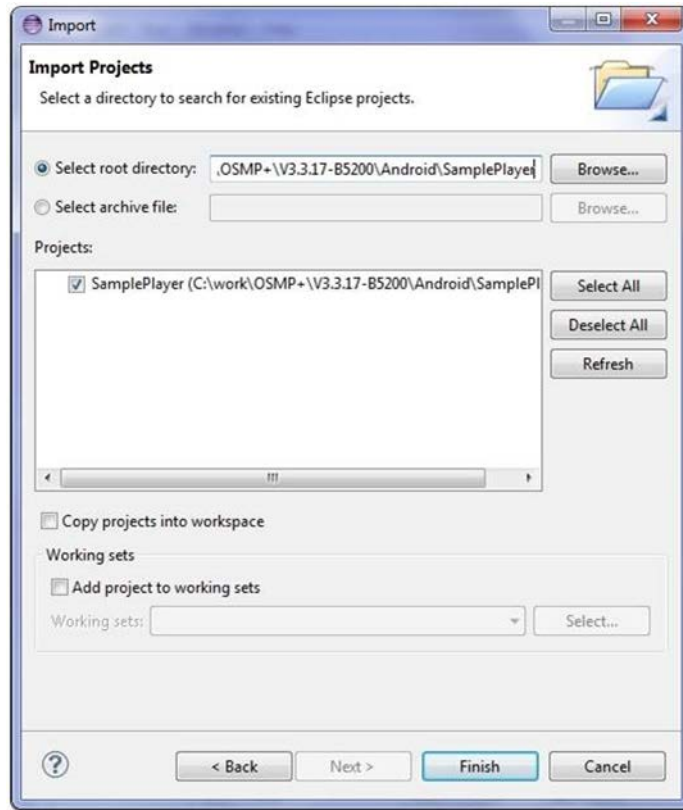 Import
Import Projects
Select a directory to search for existing Eclipse projects.
Select root directory: .OSMP+\V3.3.17-B5200\Android\SamplePlayer Browse...
Select archive file: Browse...
Projects:
SamplePlayer (C:\work\OSMP+\V3.3.17-B5200\Android\SamplePl
Select All
Deselect All
Refresh
Copy projects into workspace
Working sets
Add project to working sets
Working sets: Select...
? < Back Next > Finish Cancel